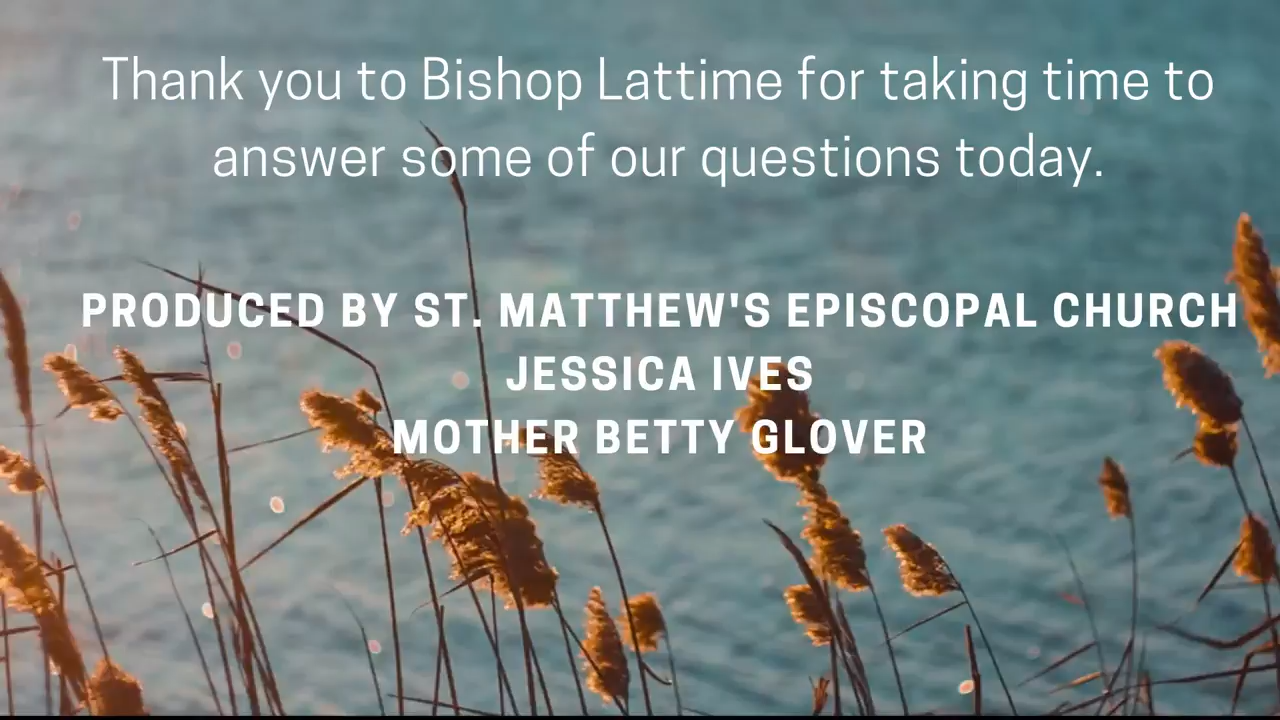 Thank you to Bishop Lattime for taking time to
answer some of our questions today.
PRODUCED BY ST. MATTHEW'S EPISCOPAL CHURCH
JESSICA IVES
MOTHER BETTY GLOVER